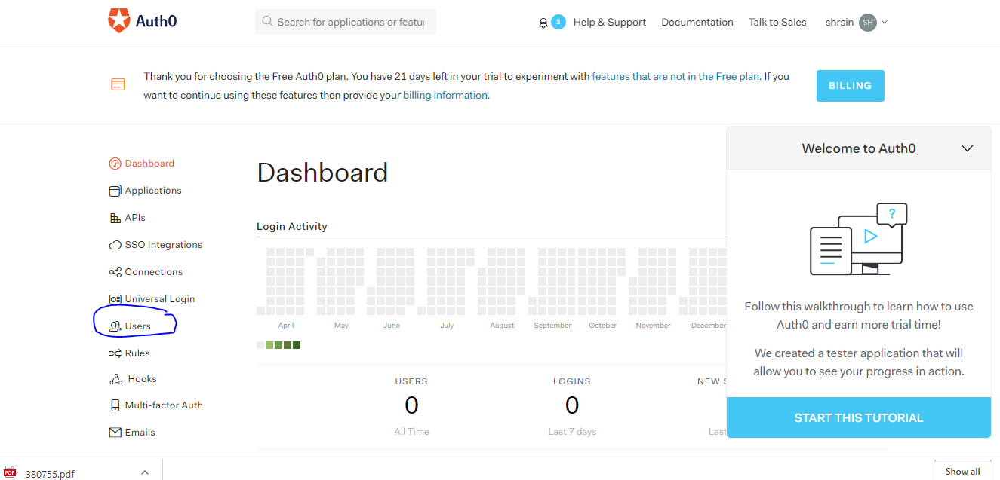 Auth0
Search for applications or featu
3
Help & Support
Documentation
Talk to Sales
shrsin
SH
Thank you for choosing the Free Auth0 plan. You have 21 days left in your trial to experiment with features that are not in the Free plan. If you
want to continue using these features then provide your billing information.
BILLING
Dashboard
Applications
APIs
SSO Integrations
Connections
Universal Login
Users
Rules
Hooks
Multi-factor Auth
Emails
Dashboard
Login Activity
April May June July August September October November December
USERS
0
All Time
LOGINS
0
Last 7 days
NEW S
Last
Welcome to Auth0
?
Follow this walkthrough to learn how to use
Auth0 and earn more trial time!
We created a tester application that will
allow you to see your progress in action.
START THIS TUTORIAL
PDF
380755.pdf
Show all